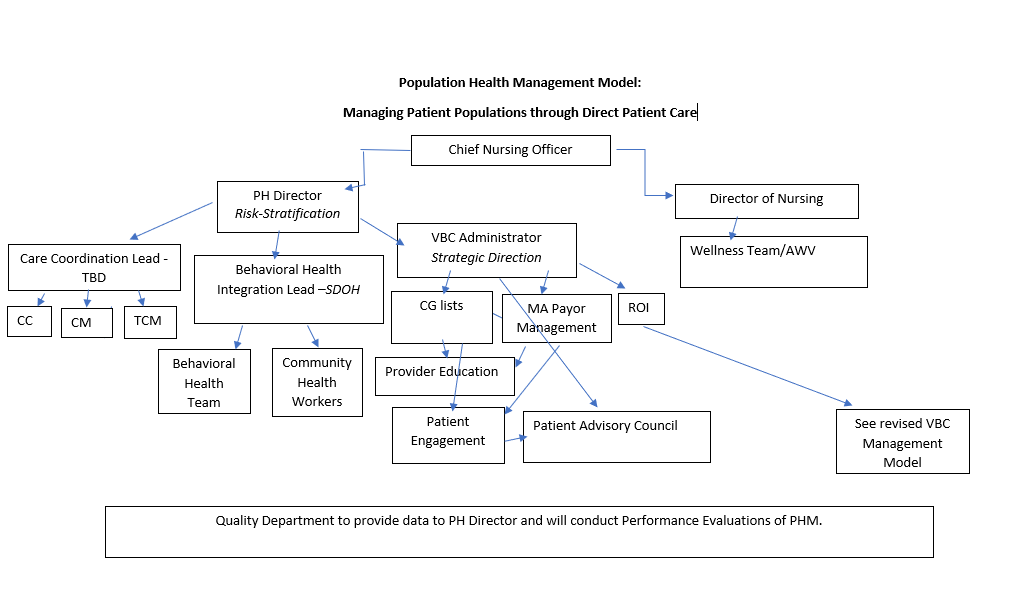 Population Health Management Model:
Managing Patient Populations through Direct Patient Care
Chief Nursing Officer
PH Director
Risk-Stratification
Director of Nursing
VBC Administrator
Strategic Direction
Wellness Team/AWV
Care Coordination Lead -
TBD
Behavioral Health
Integration Lead –SDOH
CG lists
MA Payor
Management
ROI
CC
CM
TCM
Behavioral
Health
Team
Community
Health
Workers
Provider Education
Patient
Engagement
Patient Advisory Council
See revised VBC
Management
Model
Quality Department to provide data to PH Director and will conduct Performance Evaluations of PHM.